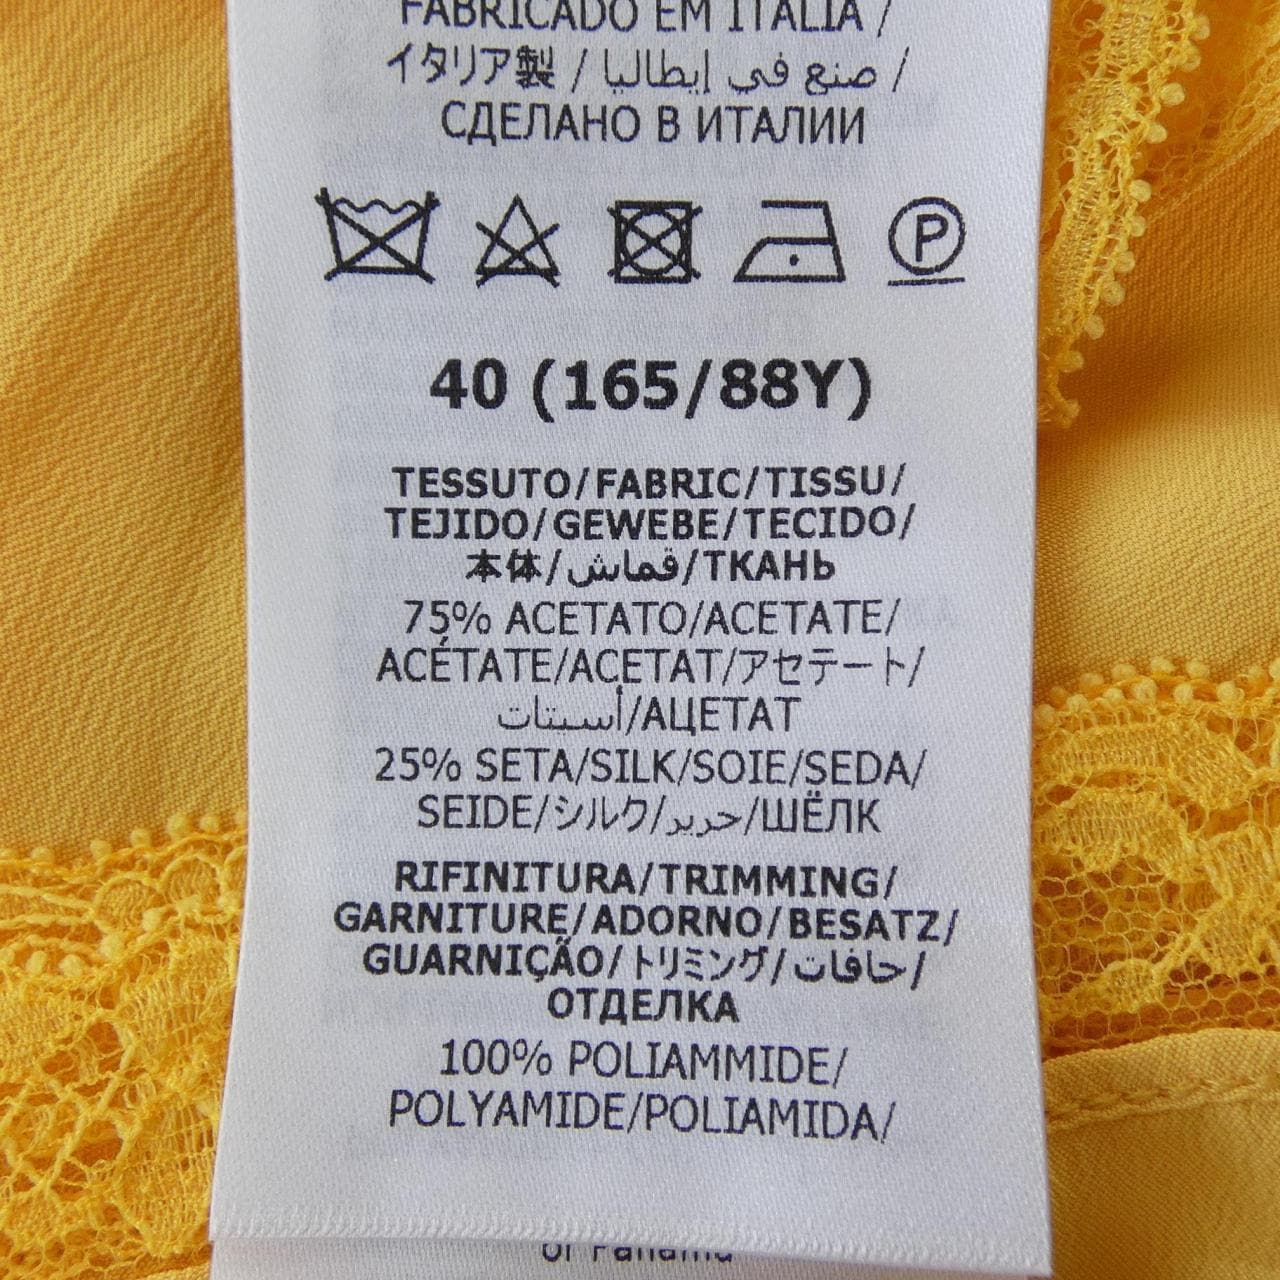 FABRICADO EM ITALIA /
イタリア製 / صنع في إيطاليا /
СДЕЛАНО В ИТАЛИИ
P
40 (165/88Y)
TESSUTO/FABRIC/TISSU/
TEJIDO/GEWEBE/TECIDO/
本体/قماش/ТКАНЬ
75% ACETATO/ACETATE/
ACÉTATE/ACETAT/アセテート/
أسيتات/АЦЕТАТ
25% SETA/SILK/SOIE/SEDA/
SEIDE/シルク/حرير/ШЁЛК
RIFINITURA/TRIMMING/
GARNITURE/ADORNO/BESATZ/
GUARNIÇÃO/トリミング/حافات/
ОТДЕЛКА
100% POLIAMMIDE/
POLYAMIDE/POLIAMIDA/
of Panama